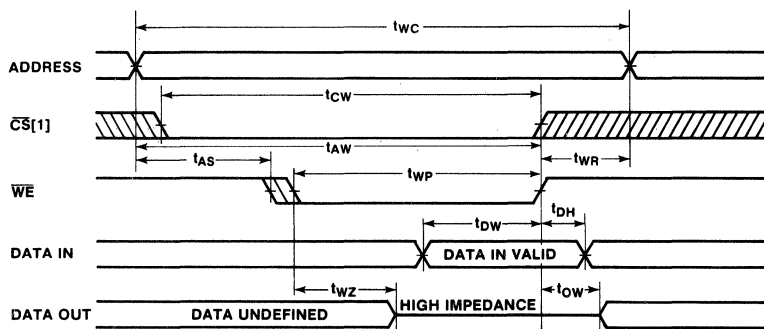 tWC
ADDRESS
tCW
CS[1]
tAW
tAS
tWR
WE
tWP
tDW
tDH
DATA IN
DATA IN VALID
tWZ
HIGH IMPEDANCE
tOW
DATA OUT
DATA UNDEFINED